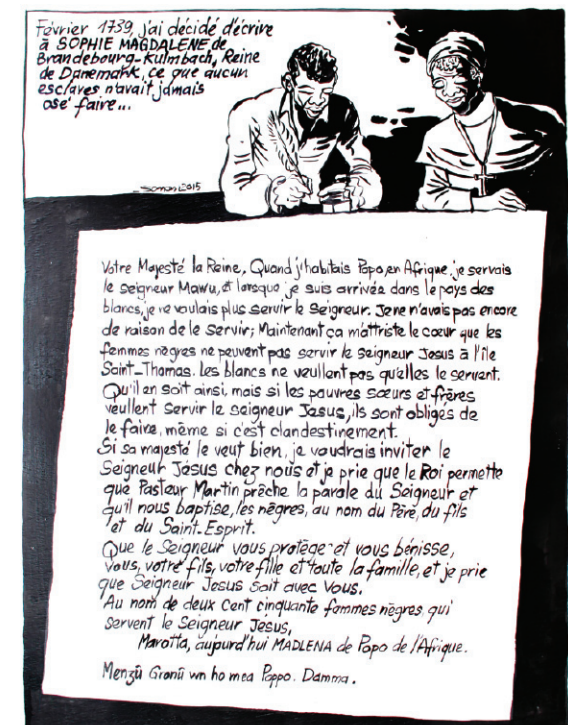 Février 1739, j'ai décidé d'écrire
à SOPHIE MAGDALENE de
Brandebourg-Kulmbach, Reine
de Danemark, ce que aucun
esclaves n'avait jamais
osé faire...
Votre Majesté la Reine, Quand j'habitais Popo en Afrique, je servais
le seigneur Mawu, et lorsque je suis arrivée dans le pays des
blancs, je ne voulais plus servir le Seigneur. Je ne n'avais pas encore
de raison de le servir; Maintenant ça m'attriste le cœur que les
femmes nègres ne peuvent pas servir le seigneur Jesus à l'île
Saint-Thomas. Les blancs ne veullent pas qu'elles le servent.
Qu'il en soit ainsi, mais si les pauvres sœurs et frères
veullent servir le seigneur Jesus, ils sont obligés de
le faire, même si c'est clandestinement.
Si sa majesté le veut bien, je voudrais inviter le
Seigneur Jésus chez nous et je prie que le Roi permette
que Pasteur Martin prêche la parole du Seigneur et
qu'il nous baptise, les nègres, au nom du Père, du fils
et du Saint-Esprit.
Que le Seigneur vous protège et vous bénisse,
vous, votre fils, votre fille et toute la famille, et je prie
que Seigneur Jesus soit avec Vous.
Au nom de deux cent cinquante femmes nègres qui
servent le Seigneur Jesus,
Marotta, aujourd'hui MADLENA de Popo de l'Afrique.
Menzü Gronü wn ho mea Poppo. Damma.